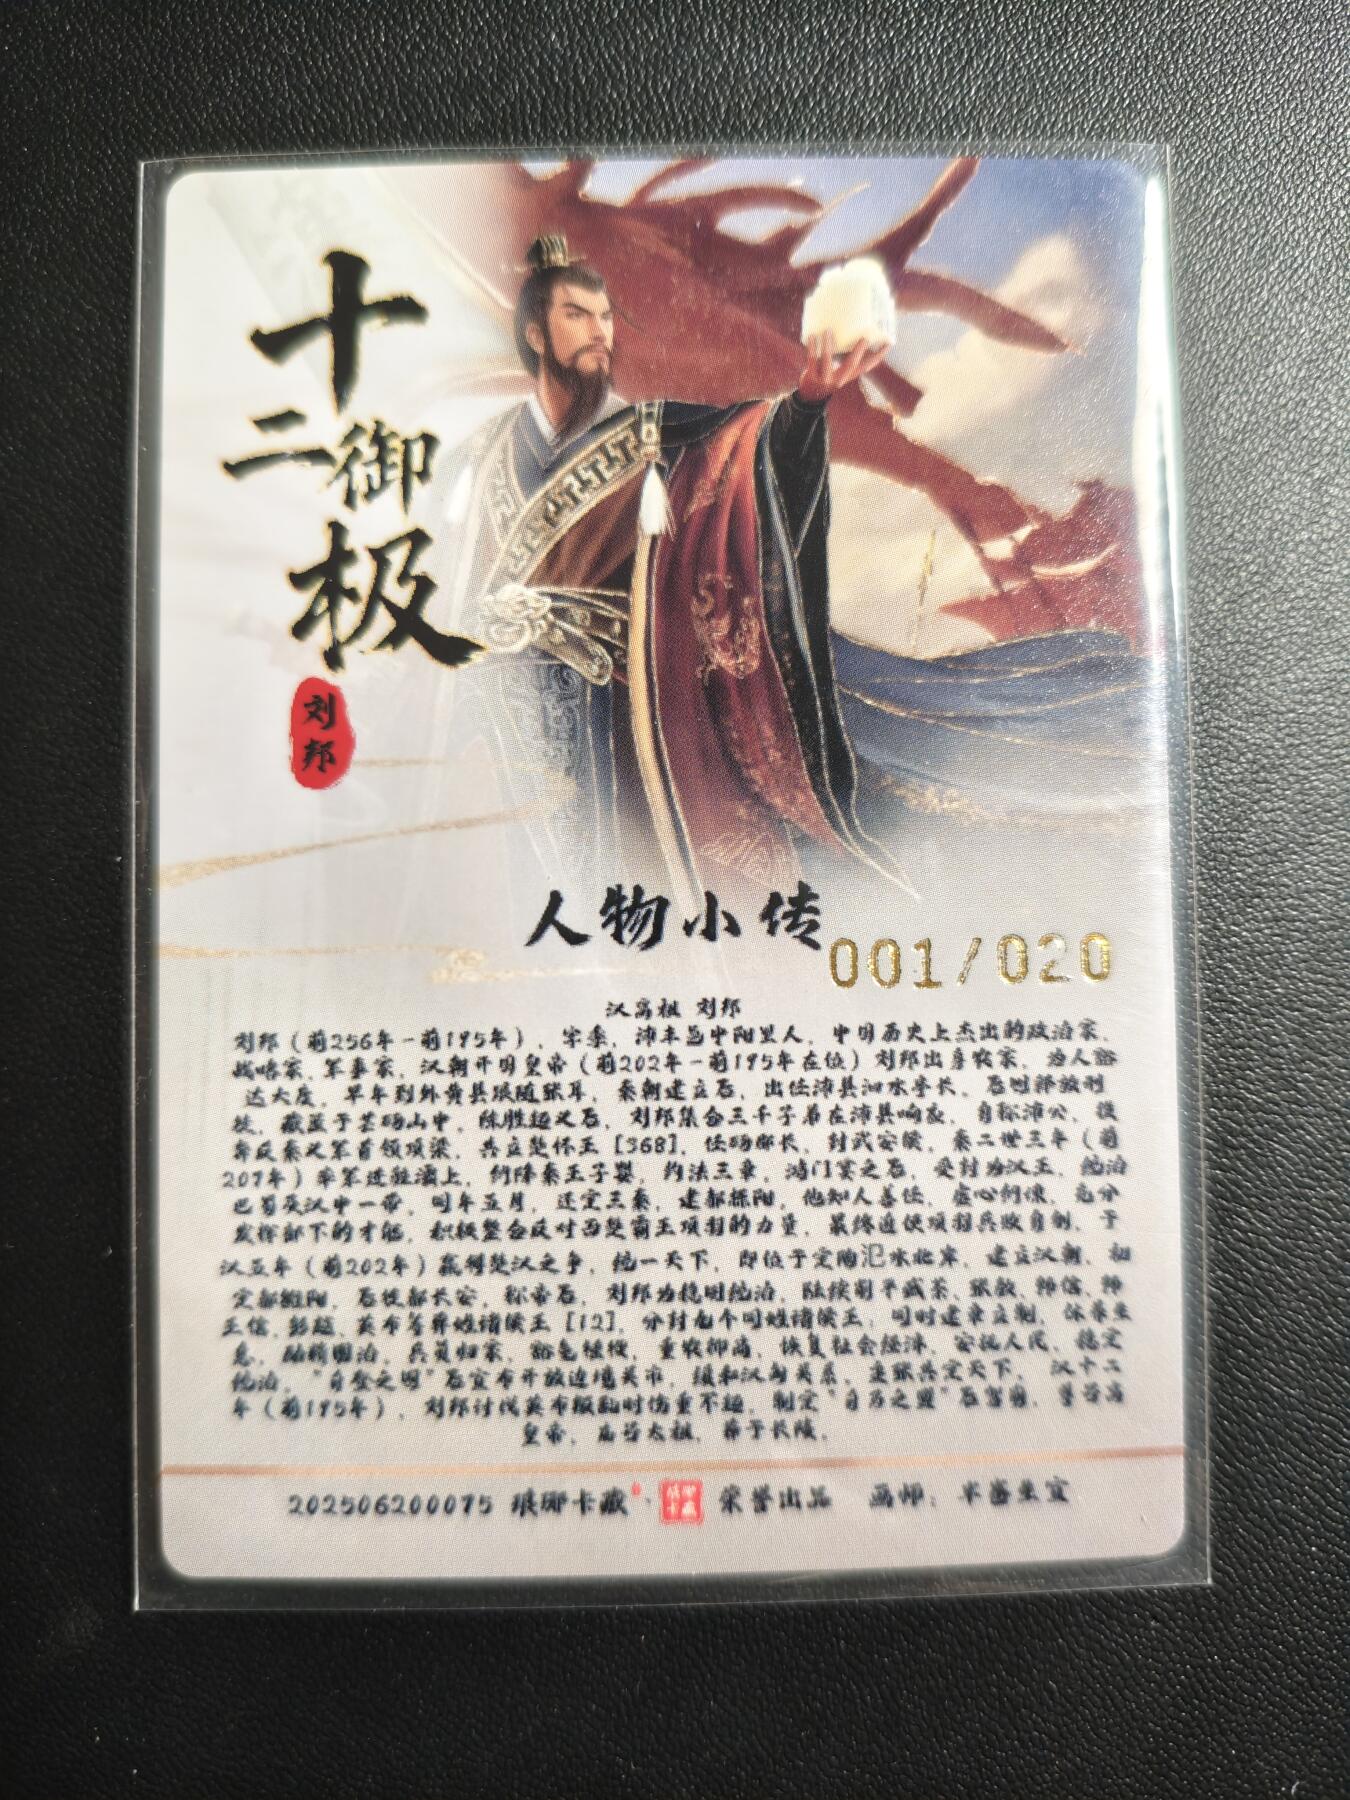 十
二御
极
刘
邦
人物小传
001/020
汉高祖 刘邦
刘邦（前256年－前195年），字季，沛丰邑中阳里人，中国历史上杰出的政治家、
战略家、军事家，汉朝开国皇帝（前202年－前195年在位）刘邦出身农家，为人豁
达大度，早年到外黄县跟随张耳，秦朝建立后，出任沛县泗水亭长，后因释放刑
徒，藏匿于芒砀山中，陈胜起义后，刘邦集合三千子弟在沛县响应，自称沛公，投
奔反秦义军首领项梁，共立楚怀王［368］，任砀郡长，封武安侯，秦二世三年（前
207年）率军进驻灞上，约降秦王子婴，约法三章，鸿门宴之后，受封为汉王，统治
巴蜀及汉中一带，同年五月，还定三秦，建都栎阳，他知人善任，虚心纳谏，充分
发挥部下的才能，积极整合反对西楚霸王项羽的力量，最终迫使项羽兵败自刎，于
汉五年（前202年）赢得楚汉之争，统一天下，即位于定陶氾水北岸，建立汉朝，初
定都雒阳，后徙都长安，称帝后，刘邦为稳固统治，陆续剿平臧荼、张敖、韩信、韩
王信、彭越、英布等异姓诸侯王［12］，分封九个同姓诸侯王；同时建章立制，休养生
息，励精图治，兵员归家，豁免徭役，重农抑商，恢复社会经济，安抚人民，稳定
统治，“白登之围”后宣布开放边境关市，缓和汉匈关系，汉十二
年（前195年），刘邦讨伐英布叛乱时伤重不起，制定“白马之盟”后驾崩，
皇帝，庙号太祖，葬于长陵。
202506200075 琅琊卡藏 · 荣誉出品 画师：